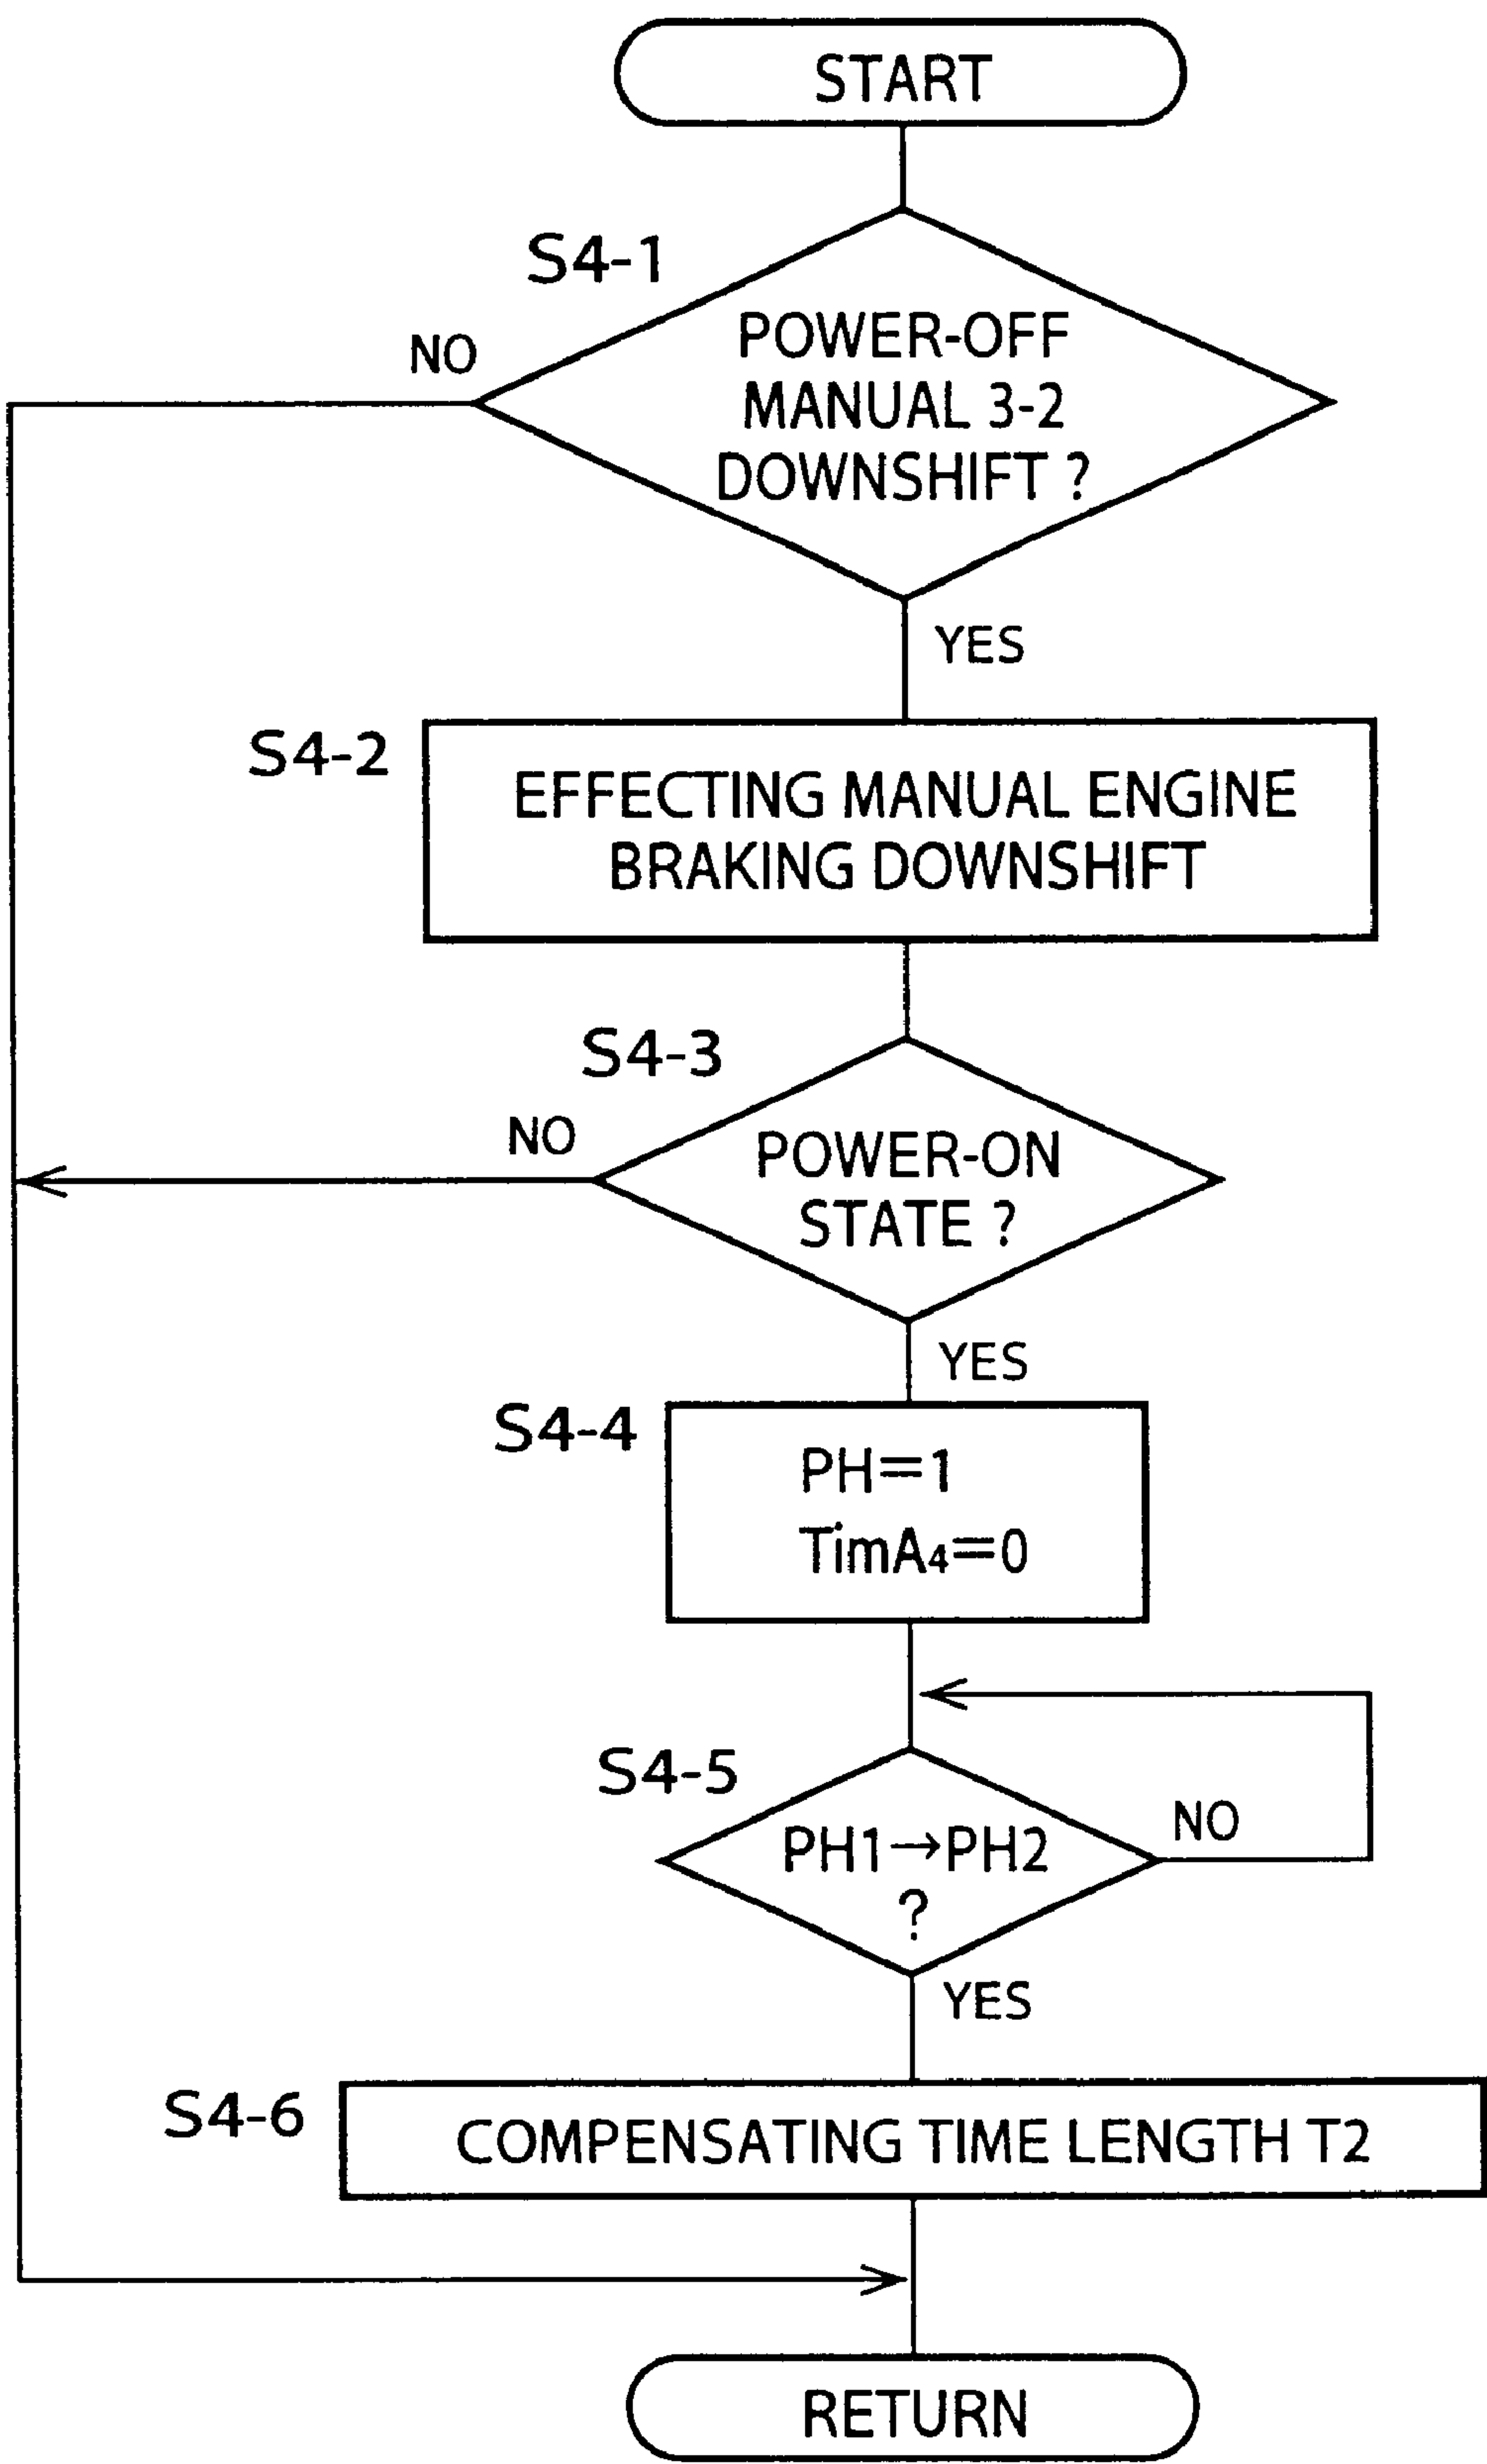 START
S4-1
NO
POWER-OFF
MANUAL 3-2
DOWNSHIFT ?
YES
S4-2
EFFECTING MANUAL ENGINE
BRAKING DOWNSHIFT
S4-3
NO
POWER-ON
STATE ?
YES
S4-4
PH=1
TimA4=0
S4-5
PH1→PH2
?
NO
YES
S4-6
COMPENSATING TIME LENGTH T2
RETURN